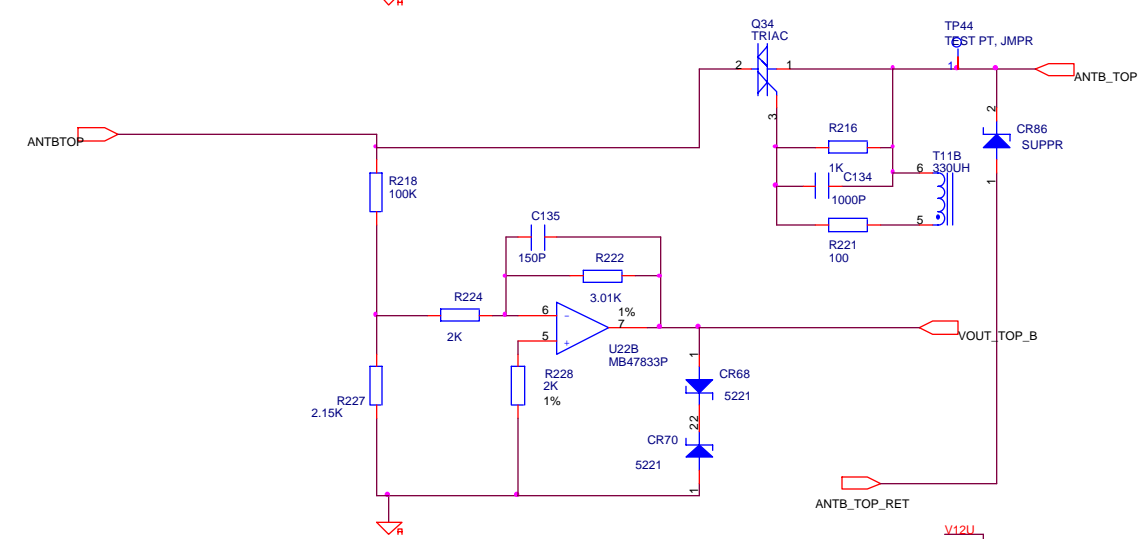 A
Q34
TRIAC
2
1
3
TP44
TEST PT, JMPR
1
ANTB_TOP
ANTBTOP
R216
1K
C134
1000P
T11B
330UH
6
5
2
CR86
SUPPR
1
R218
100K
R221
100
C135
150P
R222
3.01K
1%
R224
2K
6
5
7
-
+
U22B
MB47833P
VOUT_TOP_B
R228
2K
1%
R227
2.15K
1
CR68
5221
2
2
CR70
5221
1
ANTB_TOP_RET
A
V12U